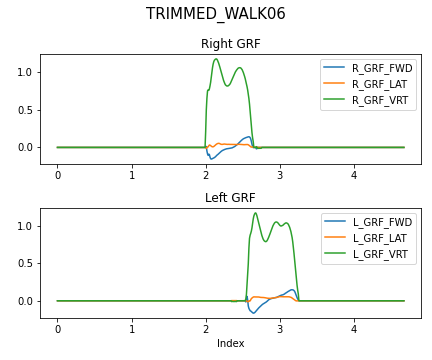 TRIMMED_WALK06
Right GRF
1.0
0.5
0.0
R_GRF_FWD
R_GRF_LAT
R_GRF_VRT
0 1 2 3 4
Left GRF
1.0
0.5
0.0
L_GRF_FWD
L_GRF_LAT
L_GRF_VRT
0 1 2 3 4
Index